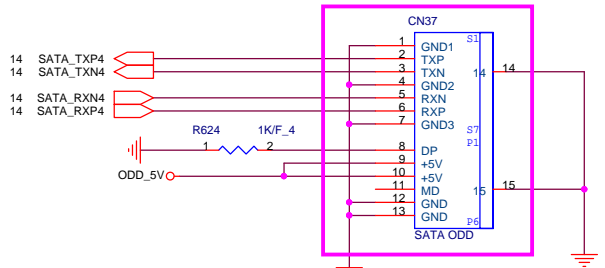 CN37
S1
1 GND1
14 SATA_TXP4 2 TXP
14 SATA_TXN4 3 TXN 14 14
4 GND2
14 SATA_RXN4 5 RXN
14 SATA_RXP4 6 RXP
7 GND3
S7
R624 1K/F_4 P1
1 2 8 DP
9 +5V
ODD_5V 10 +5V
11 MD 15 15
12 GND
13 GND
P6
SATA ODD